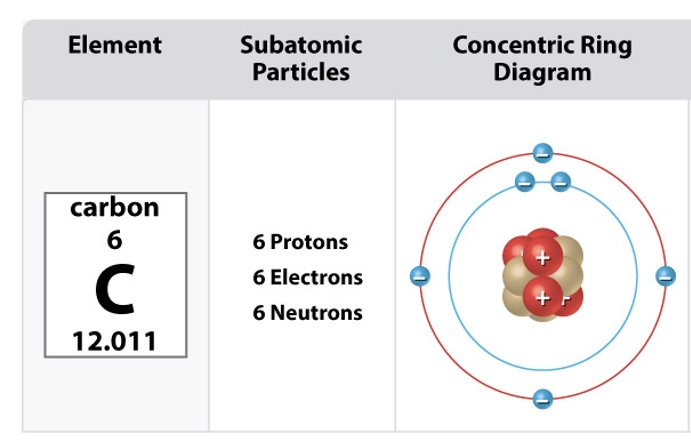 Element
Subatomic
Particles
Concentric Ring
Diagram
carbon
6
C
12.011
6 Protons
6 Electrons
6 Neutrons
−
− −
+
− −
+
−